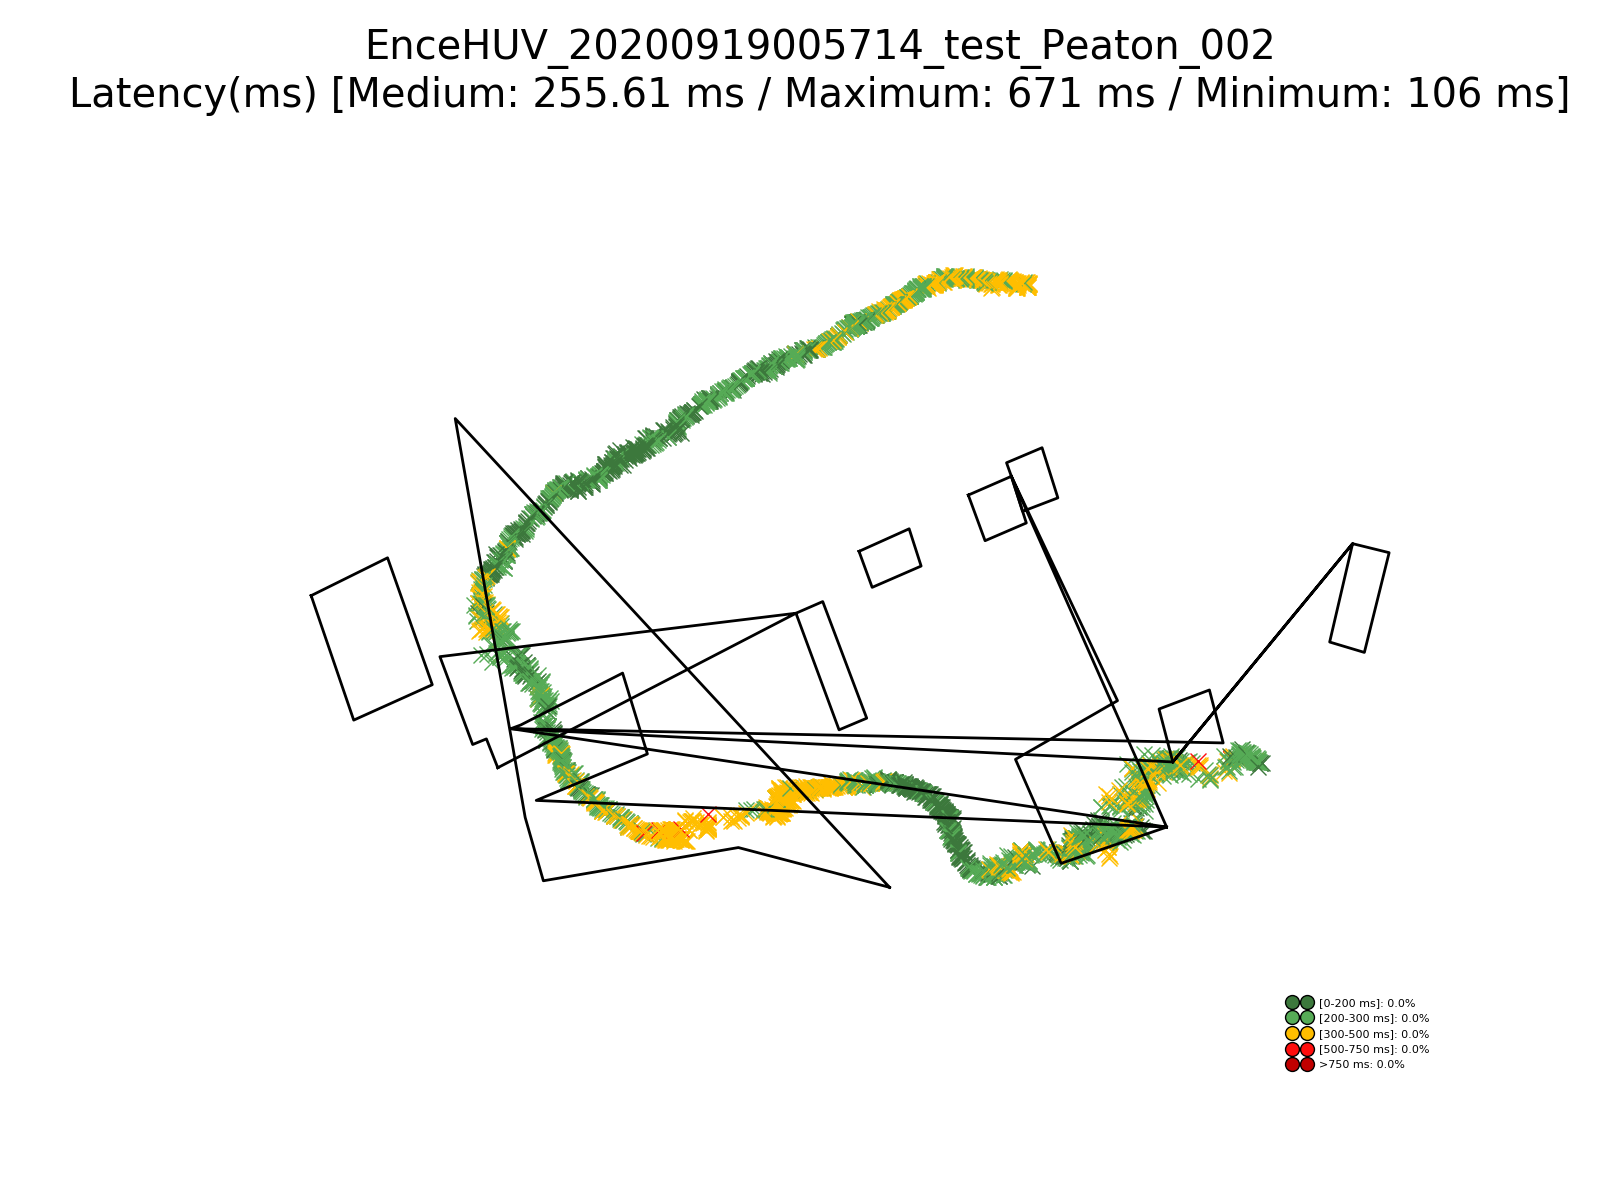 EnceHUV_20200919005714_test_Peaton_002
Latency(ms) [Medium: 255.61 ms / Maximum: 671 ms / Minimum: 106 ms]
[0-200 ms]: 0.0%
[200-300 ms]: 0.0%
[300-500 ms]: 0.0%
[500-750 ms]: 0.0%
>750 ms: 0.0%